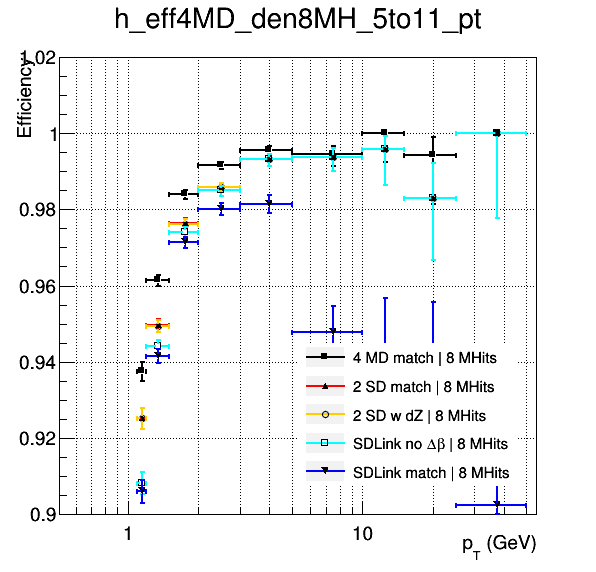 h_eff4MD_den8MH_5to11_pt
Efficiency
1.02
1
0.98
0.96
0.94
0.92
0.9
4 MD match | 8 MHits
2 SD match | 8 MHits
2 SD w dZ | 8 MHits
SDLink no Δβ | 8 MHits
SDLink match | 8 MHits
1
10
p_T (GeV)